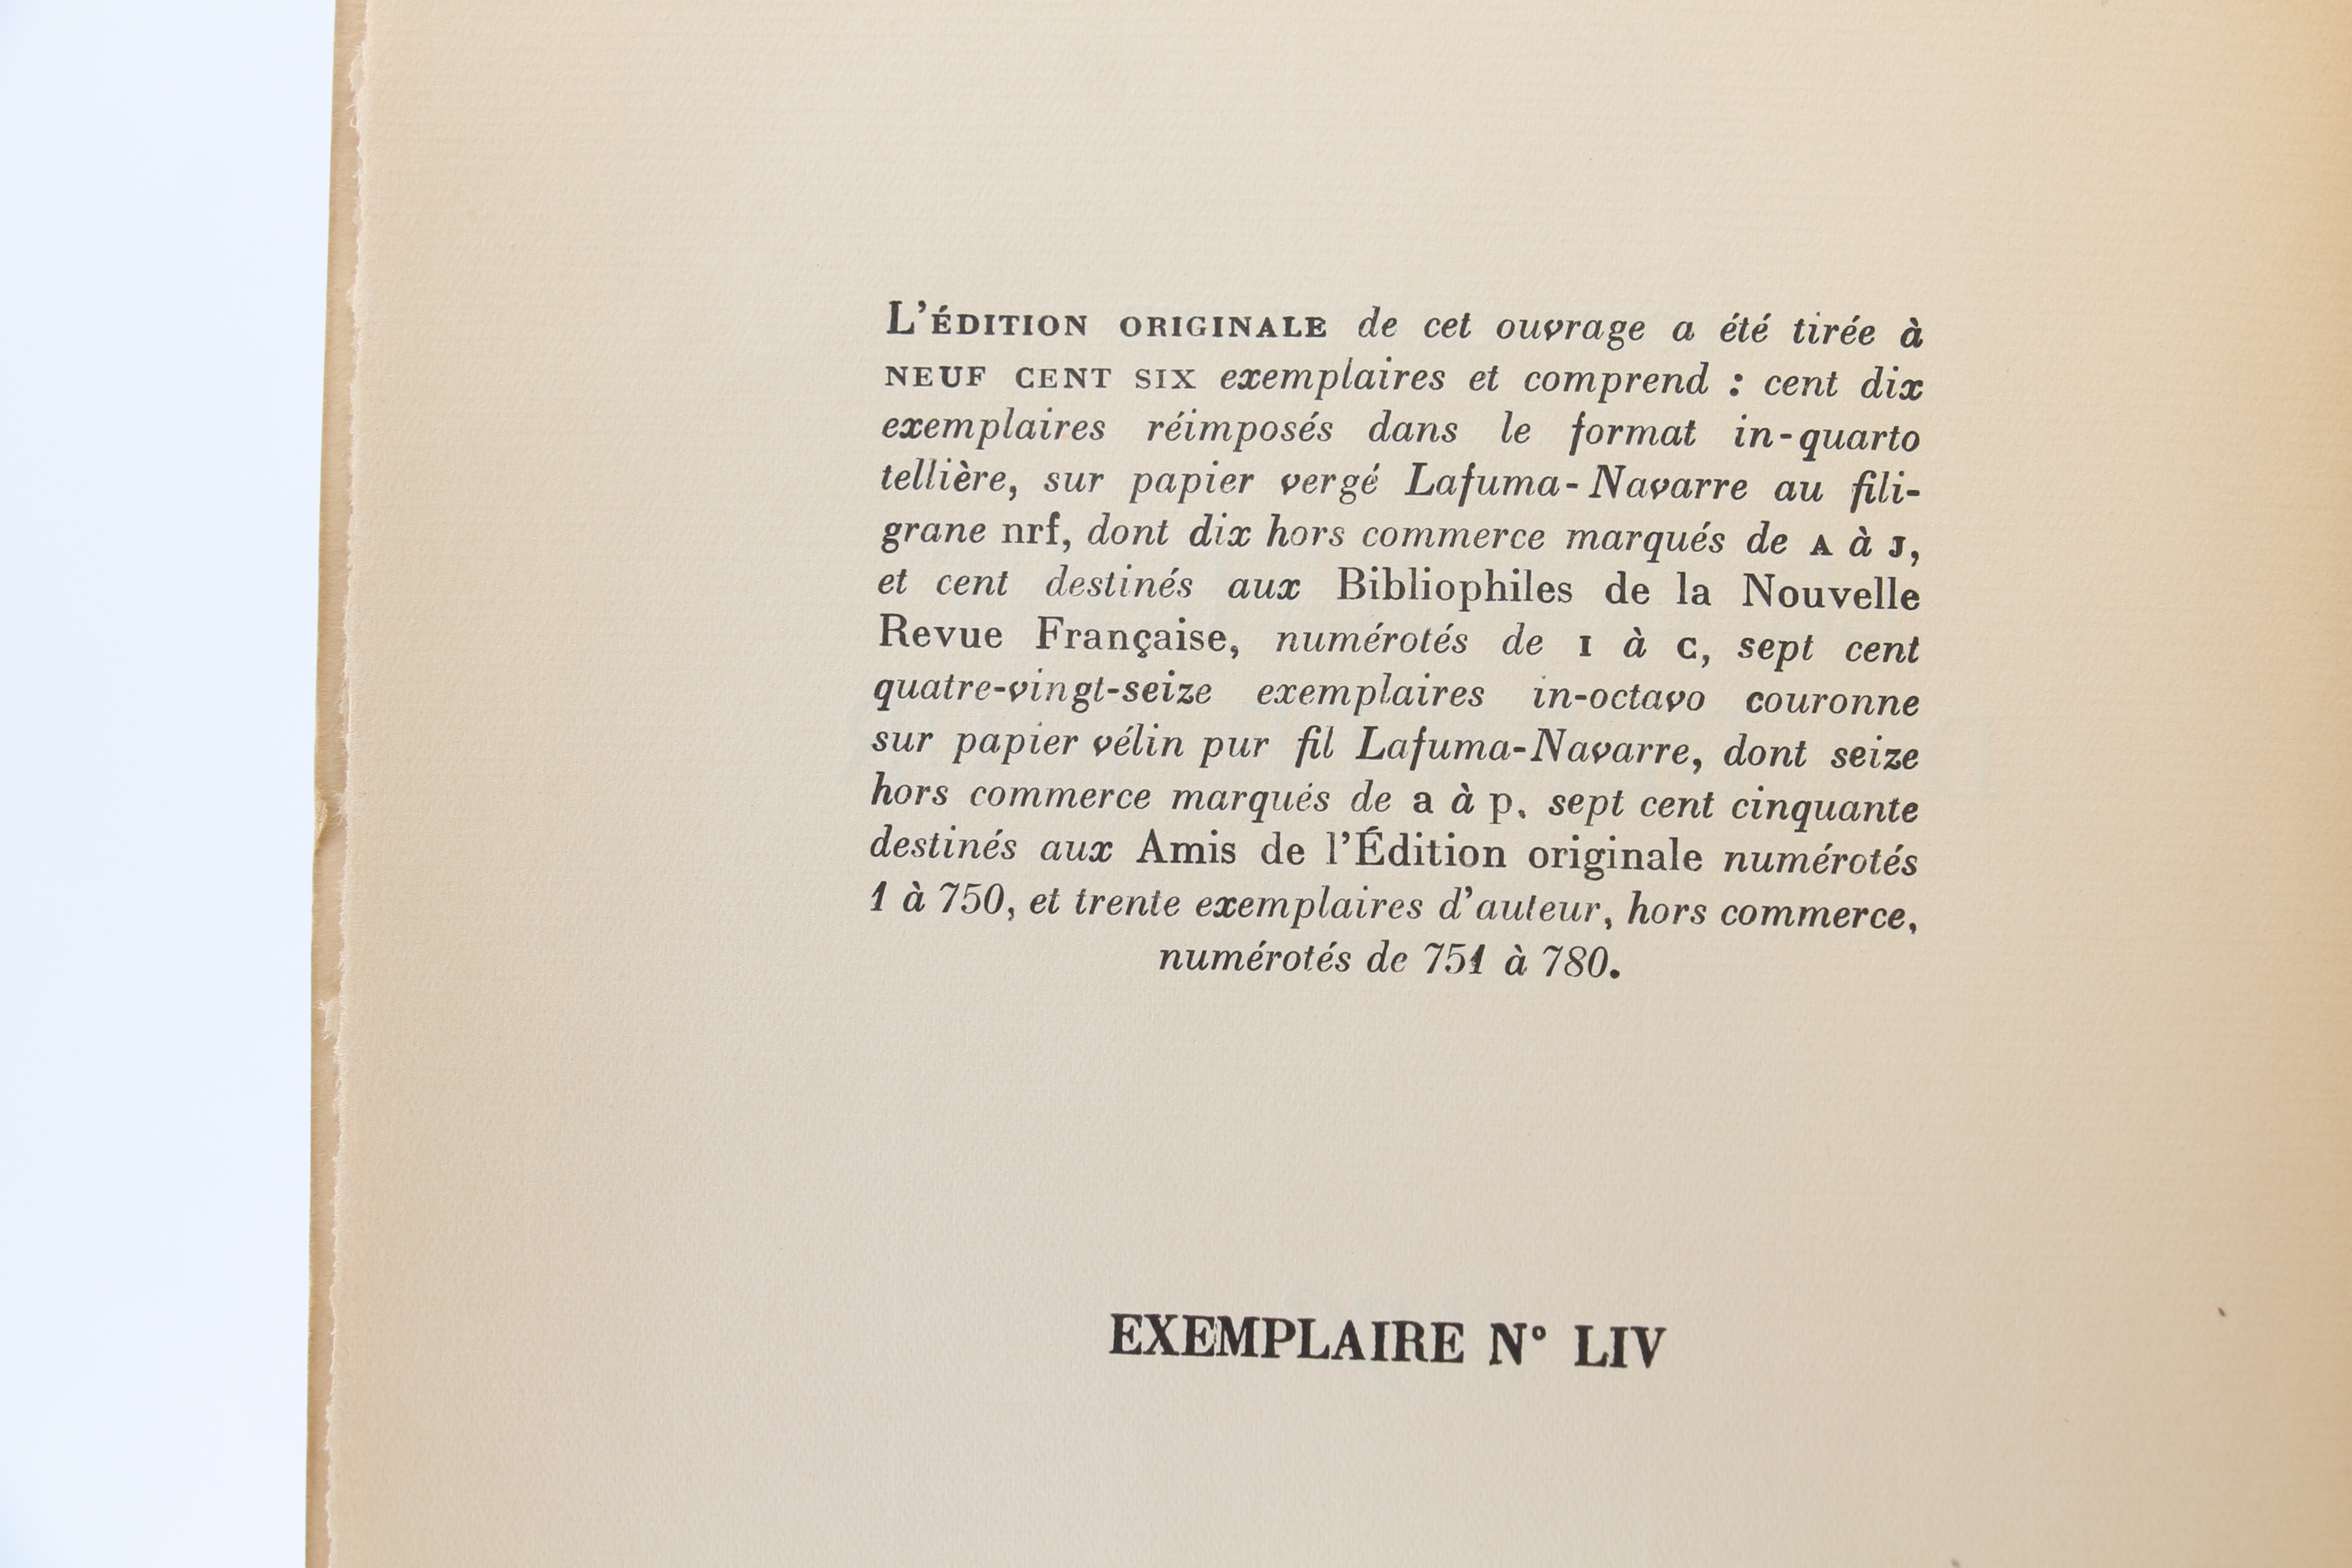 L'ÉDITION ORIGINALE de cet ouvrage a été tirée à
NEUF CENT SIX exemplaires et comprend : cent dix
exemplaires réimposés dans le format in-quarto
tellière, sur papier vergé Lafuma-Navarre au fili-
grane nrf, dont dix hors commerce marqués de A à J,
et cent destinés aux Bibliophiles de la Nouvelle
Revue Française, numérotés de I à C, sept cent
quatre-vingt-seize exemplaires in-octavo couronne
sur papier vélin pur fil Lafuma-Navarre, dont seize
hors commerce marqués de a à p, sept cent cinquante
destinés aux Amis de l'Édition originale numérotés
1 à 750, et trente exemplaires d'auteur, hors commerce,
numérotés de 751 à 780.
EXEMPLAIRE N° LIV